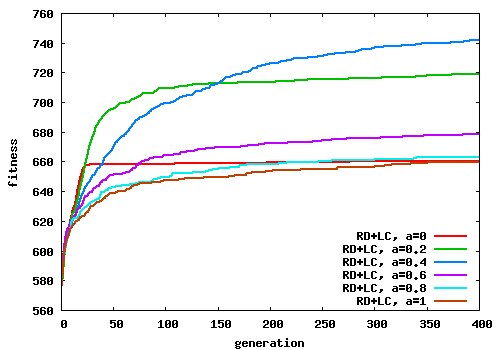 760
740
720
700
680
660
640
620
600
580
560
fitness
RD+LC, a=0
RD+LC, a=0.2
RD+LC, a=0.4
RD+LC, a=0.6
RD+LC, a=0.8
RD+LC, a=1
0 50 100 150 200 250 300 350 400
generation